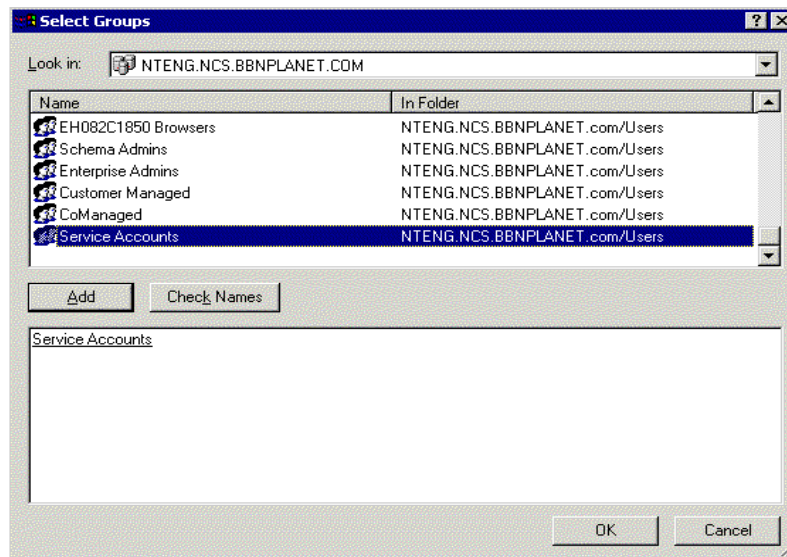 Select Groups
Look in: NTENG.NCS.BBNPLANET.COM
Name In Folder
EH082C1850 Browsers NTENG.NCS.BBNPLANET.com/Users
Schema Admins NTENG.NCS.BBNPLANET.com/Users
Enterprise Admins NTENG.NCS.BBNPLANET.com/Users
Customer Managed NTENG.NCS.BBNPLANET.com/Users
CoManaged NTENG.NCS.BBNPLANET.com/Users
Service Accounts NTENG.NCS.BBNPLANET.com/Users
Add Check Names
Service Accounts
OK Cancel